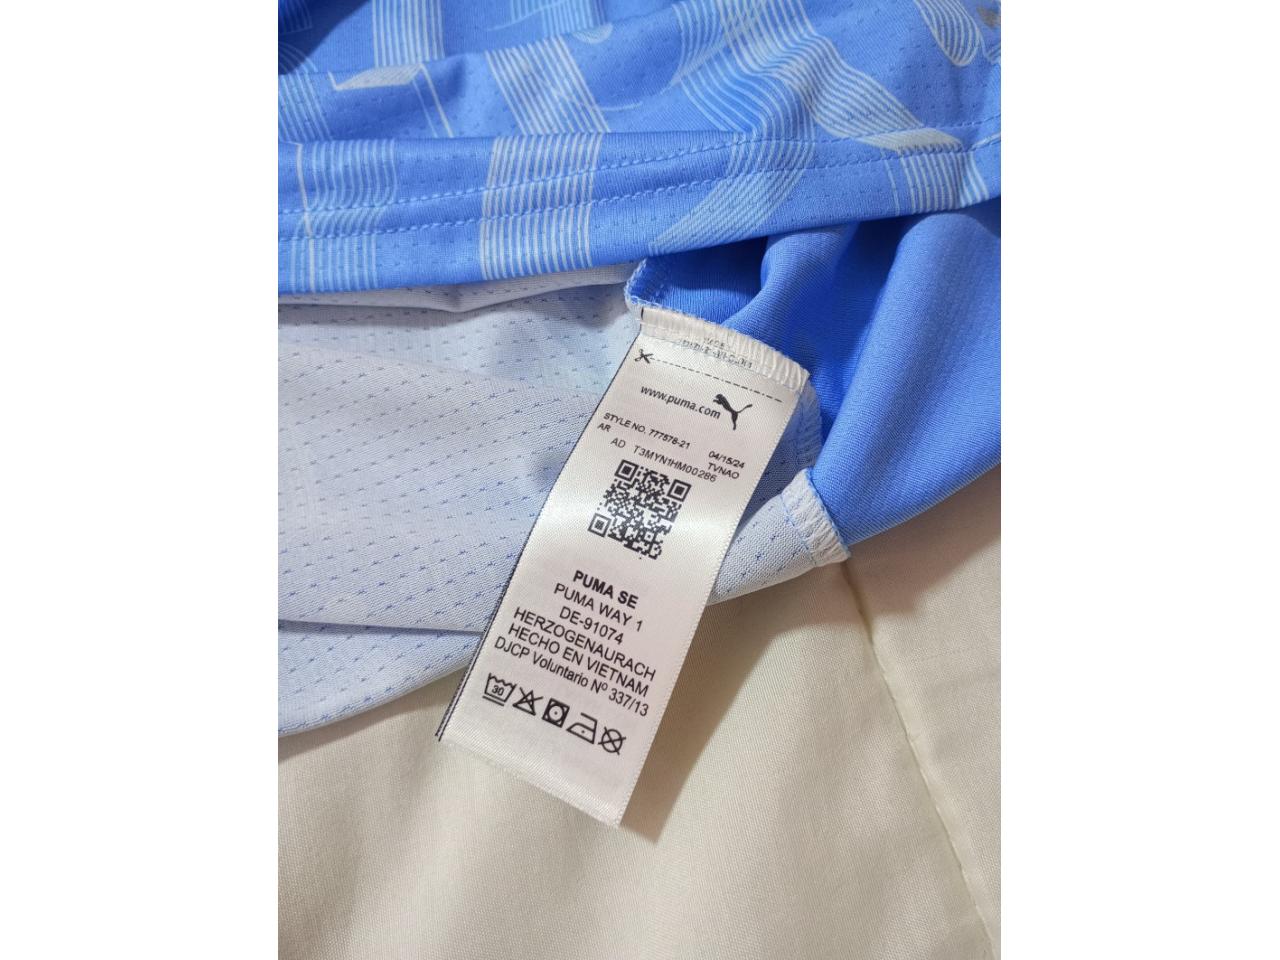 www.puma.com
STYLE NO. 777578-21
04/15/24
AR
TVNAO
AD T3MYN1HM00286
PUMA SE
PUMA WAY 1
DE-91074
HERZOGENAURACH
HECHO EN VIETNAM
DJCP Voluntario Nº 337/13
30